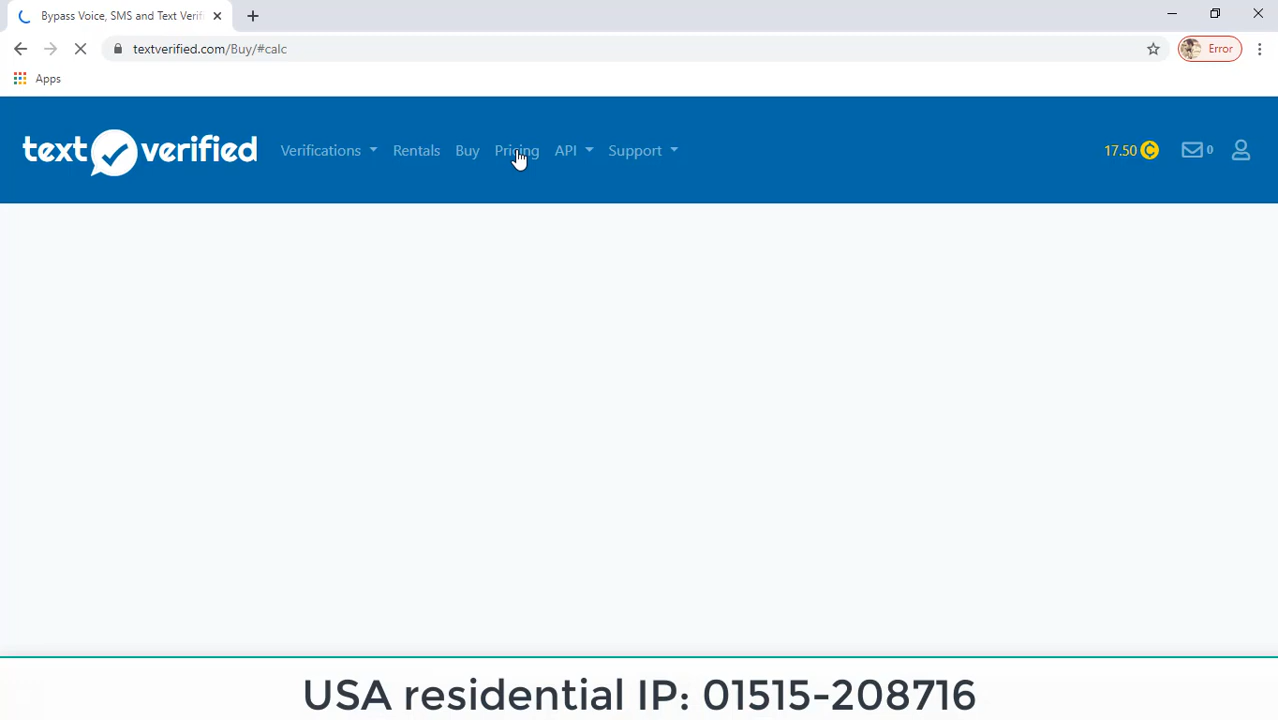 Bypass Voice, SMS and Text Verifi
textverified.com/Buy/#calc
Error
Apps
text verified
Verifications
Rentals
Buy
Pricing
API
Support
17.50
0
USA residential IP: 01515-208716